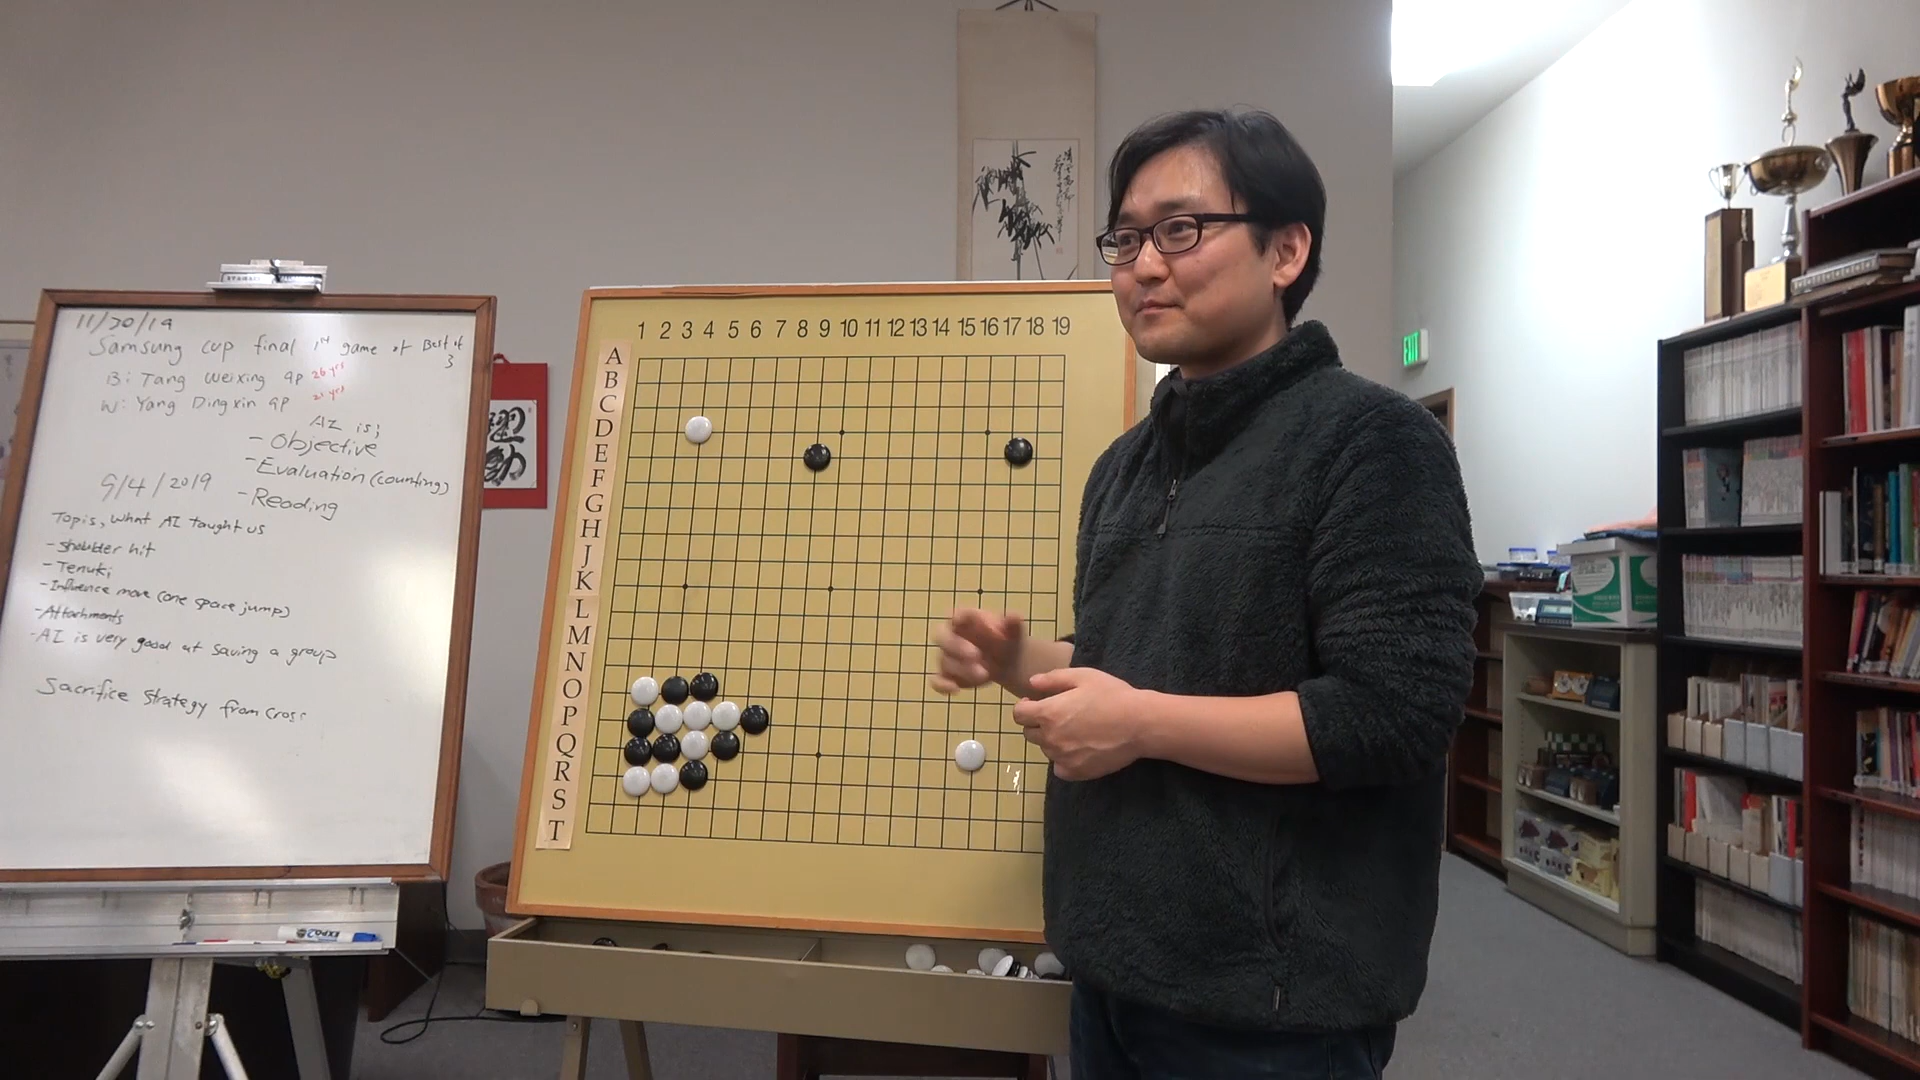 11/20/19
Samsung cup final 1st game of Best of 3
B: Tang Weixing 9p 26 yrs
W: Yang Dingxin 9p 21 yrs
AI is;
- Objective
- Evaluation (counting)
- Reading
9/4/2019
Topis, what AI taught us
- Shoulder hit
- Tenuki
- Influence move (one space jump)
- Attachments
- AI is very good at saving a group
Sacrifice Strategy from Cross
EXPO
1 2 3 4 5 6 7 8 9 10 11 12 13 14 15 16 17 18 19
A
B
C
D
E
F
G
H
J
K
L
M
N
O
P
Q
R
S
T
EXIT